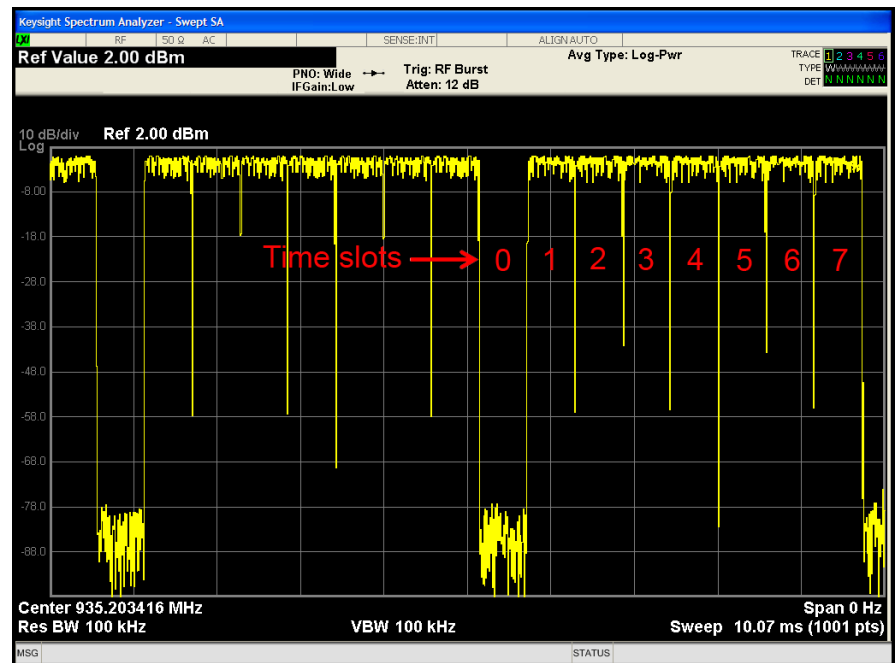 Keysight Spectrum Analyzer - Swept SA
LXI RF 50 Ω AC SENSE:INT ALIGN AUTO
Ref Value 2.00 dBm Avg Type: Log-Pwr TRACE 1 2 3 4 5 6
PNO: Wide Trig: RF Burst TYPE WWWWWW
IFGain:Low Atten: 12 dB DET N N N N N N
10 dB/div Ref 2.00 dBm
Log
-8.00
-18.0
Time slots 0 1 2 3 4 5 6 7
-28.0
-38.0
-48.0
-58.0
-68.0
-78.0
-88.0
Center 935.203416 MHz Span 0 Hz
Res BW 100 kHz VBW 100 kHz Sweep 10.07 ms (1001 pts)
MSG STATUS